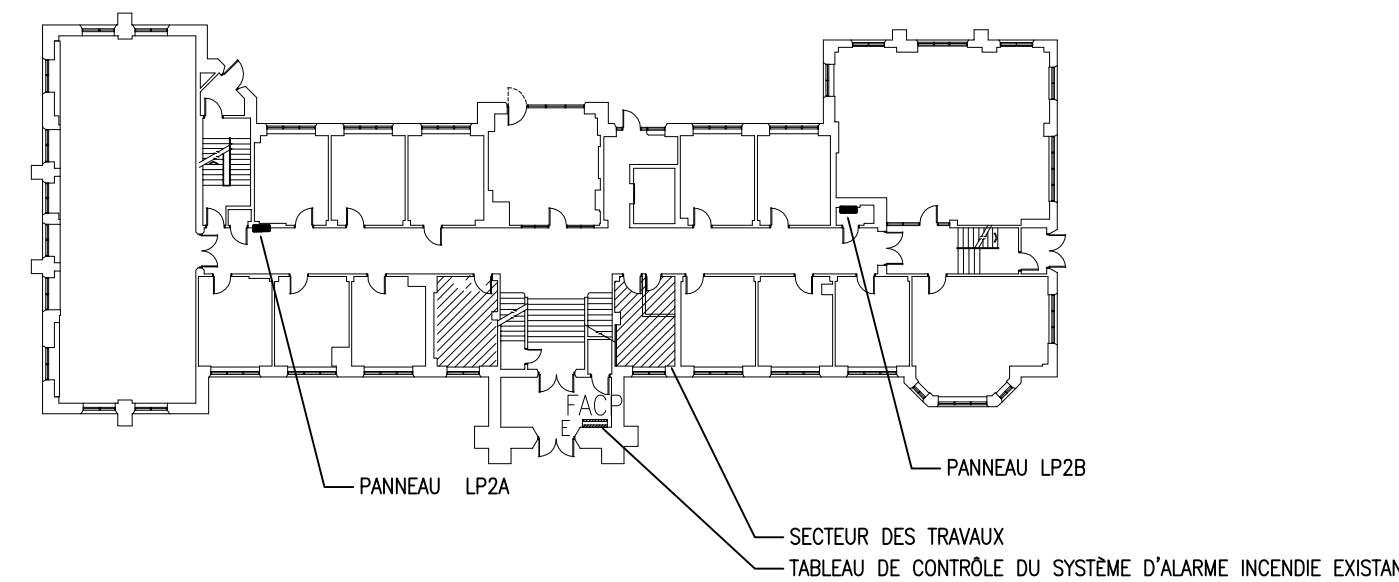 FACP
E
PANNEAU LP2B
PANNEAU LP2A
SECTEUR DES TRAVAUX
TABLEAU DE CONTRÔLE DU SYSTÈME D'ALARME INCENDIE EXISTAN